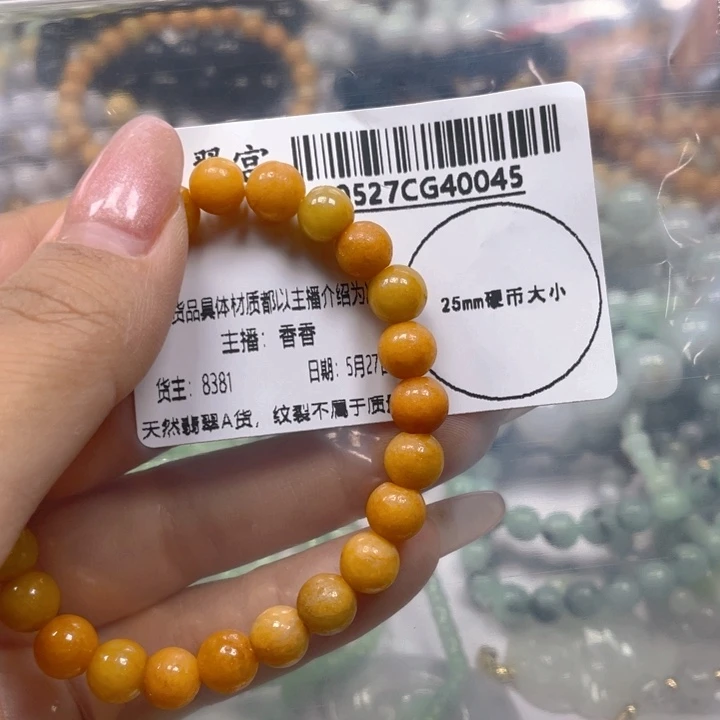 翠富
0527CG40045
货品具体材质都以主播介绍为
25mm硬币大小
主播：香香
日期：5月27
货主：8381
天然翡翠A货，纹裂不属于质